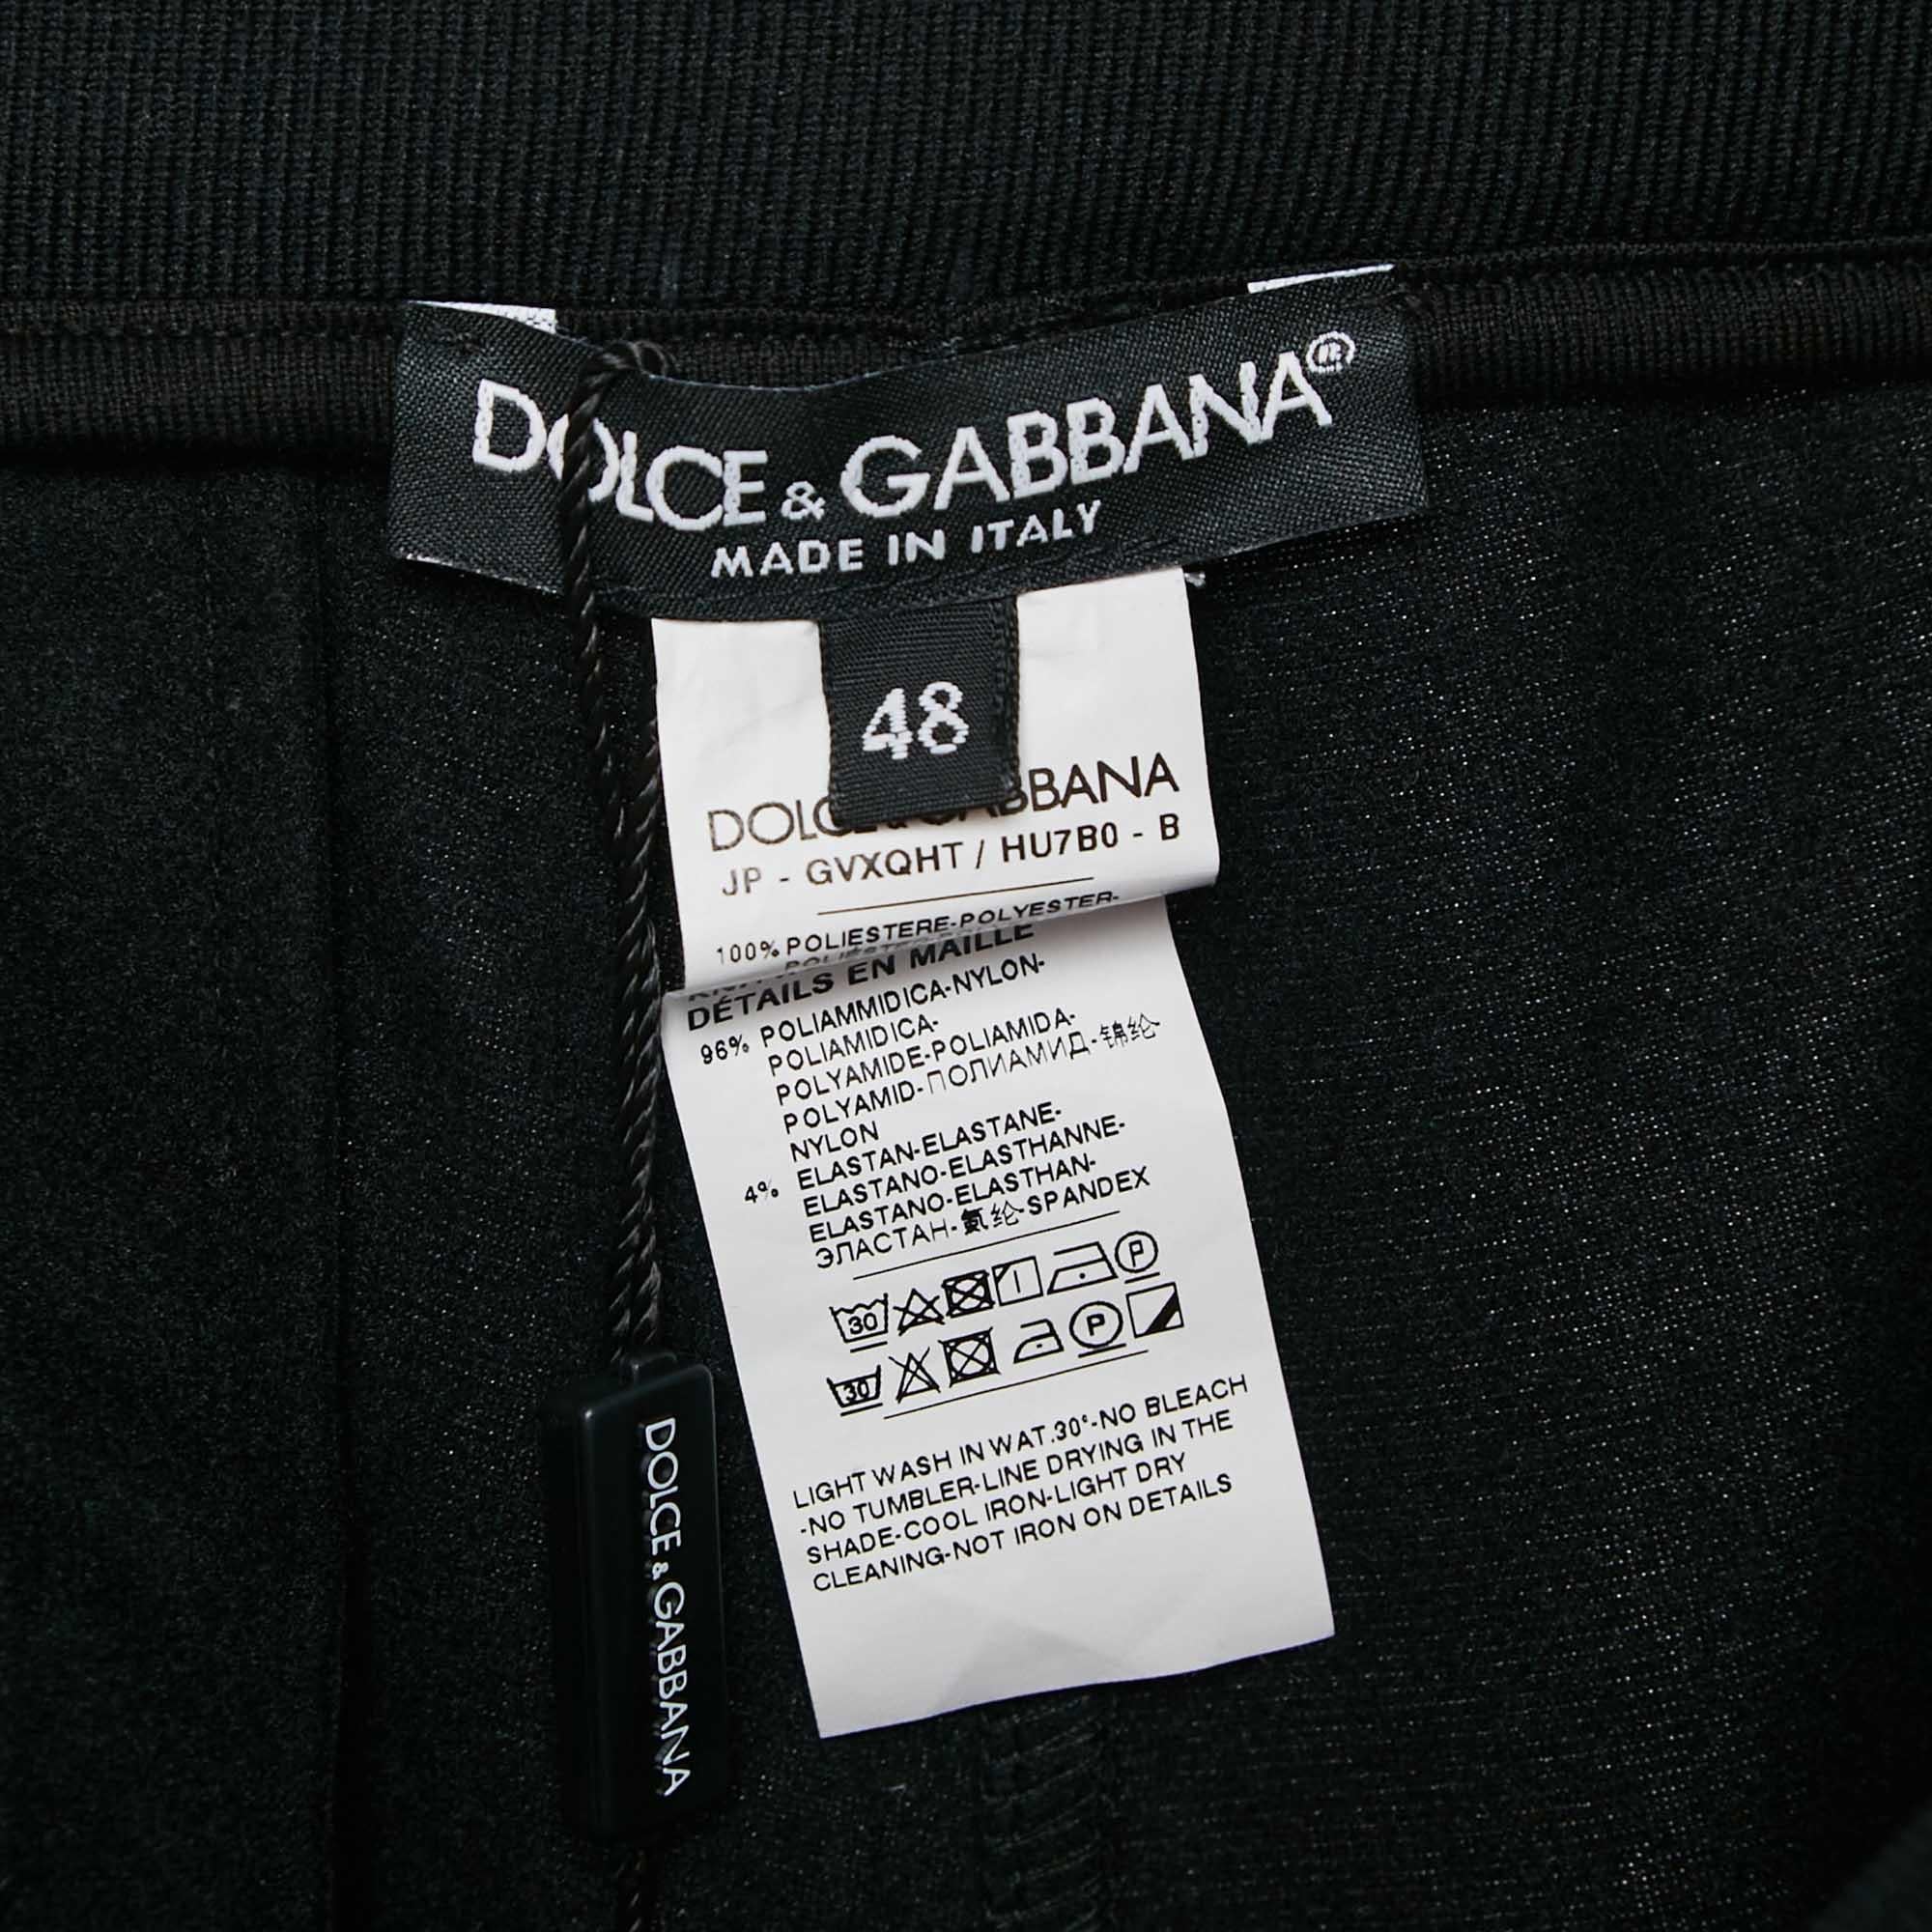 DOLCE & GABBANA®
MADE IN ITALY
48
DOLCE & GABBANA
JP - GVXQHT / HU7B0 - B
100% POLIESTERE-POLYESTER-
DÉTAILS EN MAILLE
96% POLIAMMIDICA-NYLON-
POLIAMIDICA-
POLYAMIDE-POLIAMIDA-
POLYAMID-ПОЛИАМИД-锦纶-
NYLON
4% ELASTAN-ELASTANE-
ELASTANO-ELASTHANNE-
ELASTANO-ELASTHAN-
ЭЛАСТАН-氨纶-SPANDEX
30 P
30 P
LIGHT WASH IN WAT.30°-NO BLEACH
-NO TUMBLER-LINE DRYING IN THE
SHADE-COOL IRON-LIGHT DRY
CLEANING-NOT IRON ON DETAILS
DOLCE & GABBANA